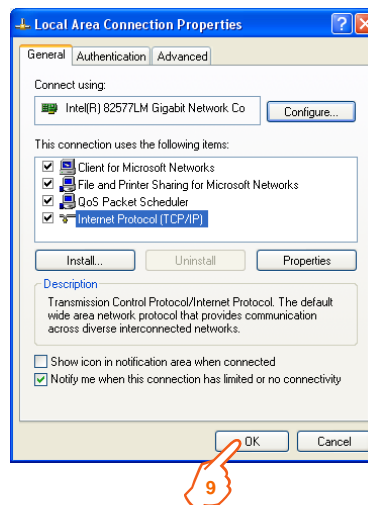 Local Area Connection Properties
General Authentication Advanced
Connect using:
Intel(R) 82577LM Gigabit Network Co Configure...
This connection uses the following items:
Client for Microsoft Networks
File and Printer Sharing for Microsoft Networks
QoS Packet Scheduler
Internet Protocol (TCP/IP)
Install... Uninstall Properties
Description
Transmission Control Protocol/Internet Protocol. The default
wide area network protocol that provides communication
across diverse interconnected networks.
Show icon in notification area when connected
Notify me when this connection has limited or no connectivity
OK Cancel
9